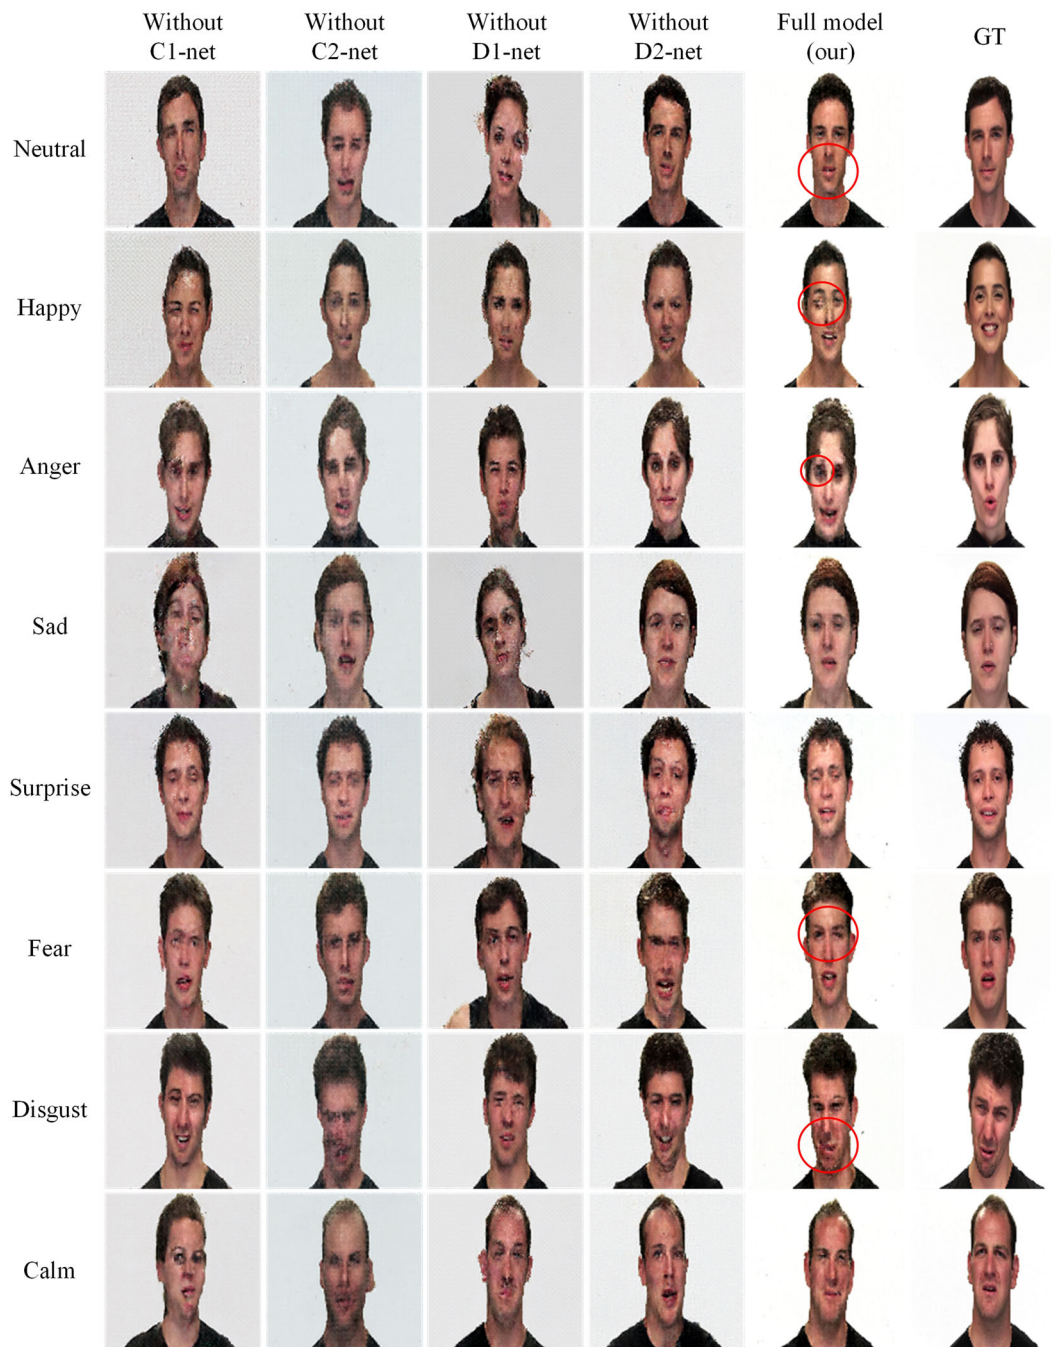 Without
C1-net
Without
C2-net
Without
D1-net
Without
D2-net
Full model
(our)
GT
Neutral
Happy
Anger
Sad
Surprise
Fear
Disgust
Calm